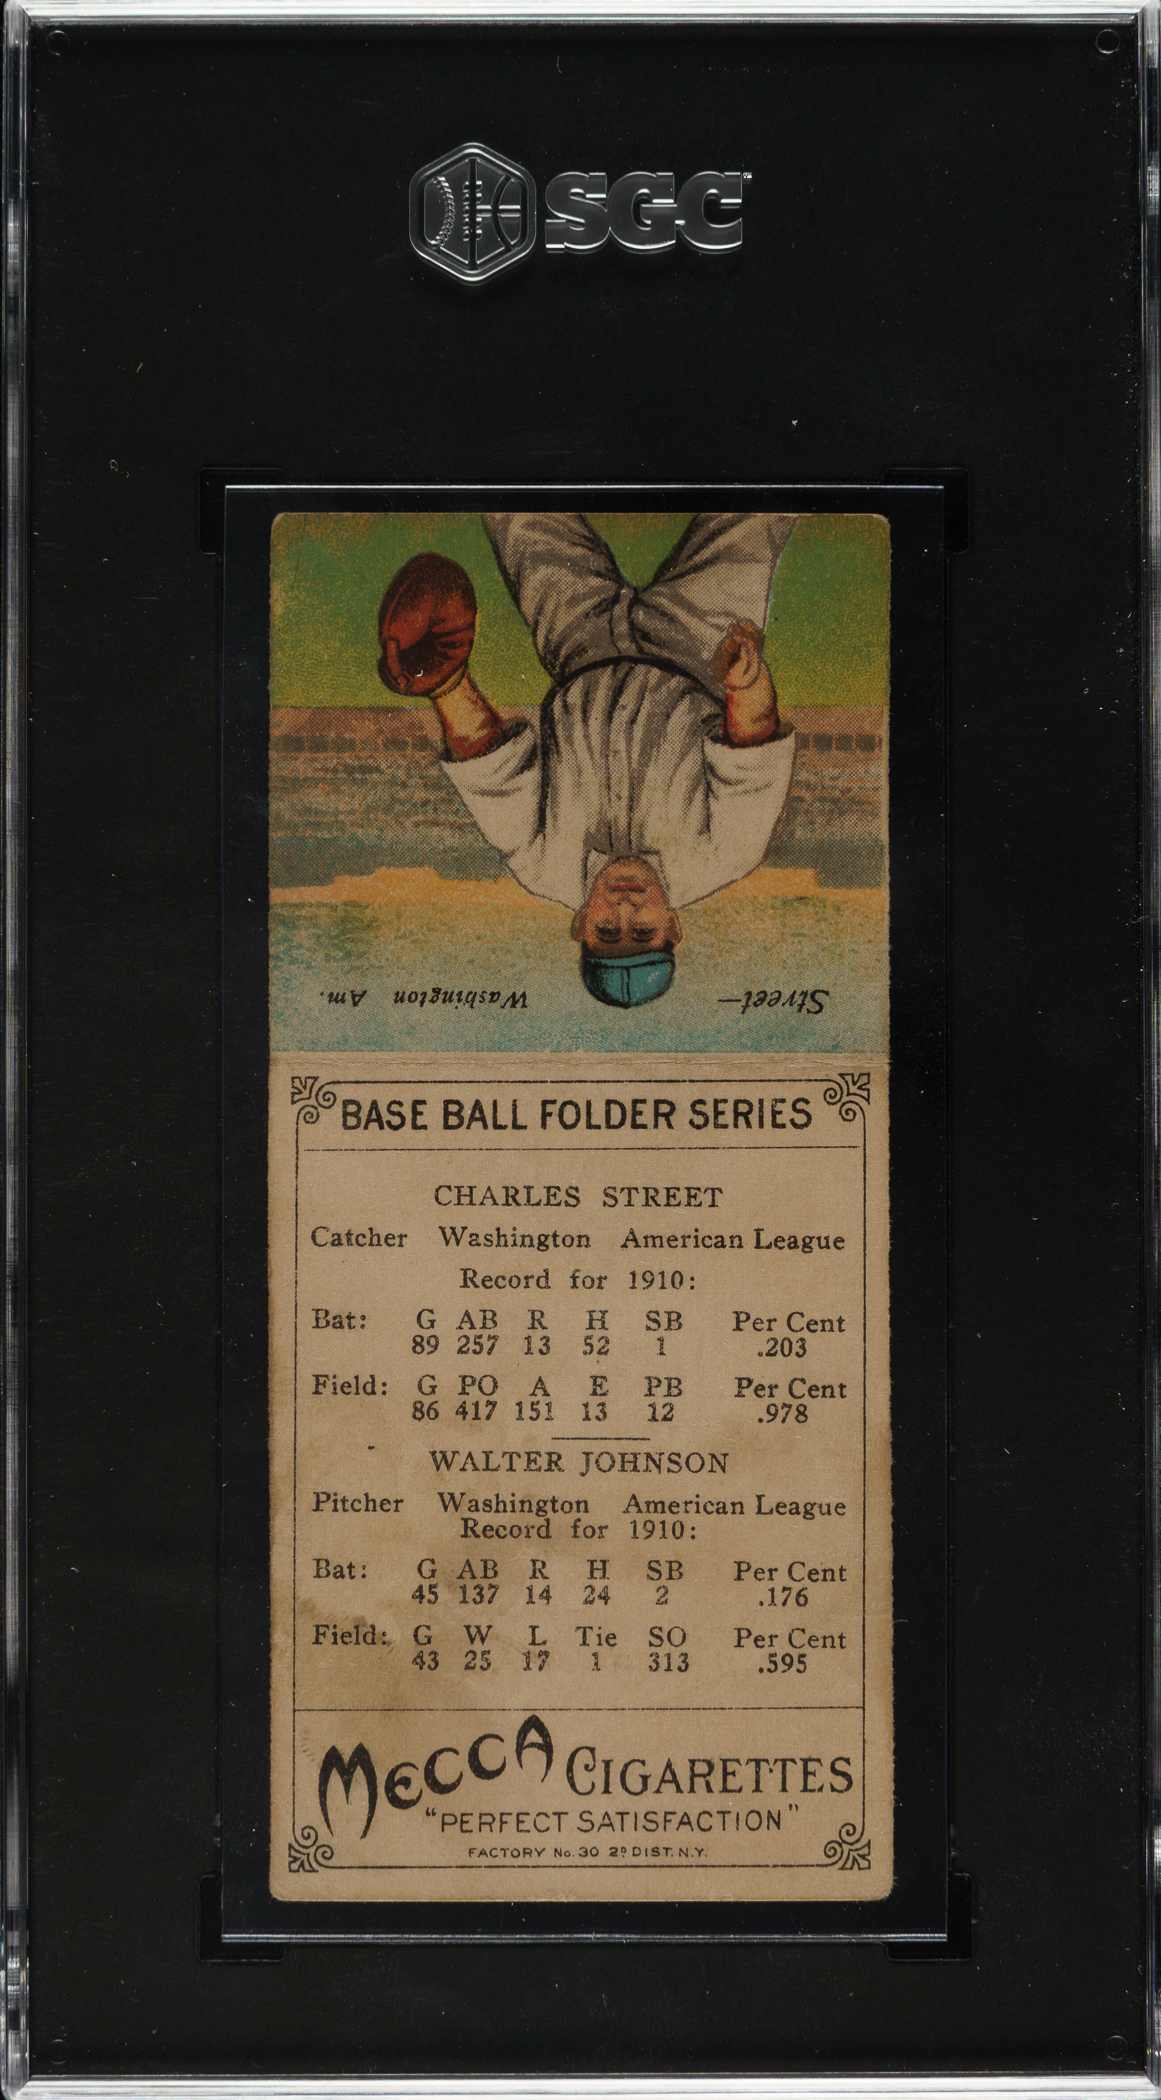 SGC
Street— Washington Am.
BASE BALL FOLDER SERIES
CHARLES STREET
Catcher Washington American League
Record for 1910:
Bat: G AB R H SB Per Cent
89 257 13 52 1 .203
Field: G PO A E PB Per Cent
86 417 151 13 12 .978
WALTER JOHNSON
Pitcher Washington American League
Record for 1910:
Bat: G AB R H SB Per Cent
45 137 14 24 2 .176
Field: G W L Tie SO Per Cent
43 25 17 1 313 .595
MECCA CIGARETTES
"PERFECT SATISFACTION"
FACTORY No. 30 2D DIST. N.Y.